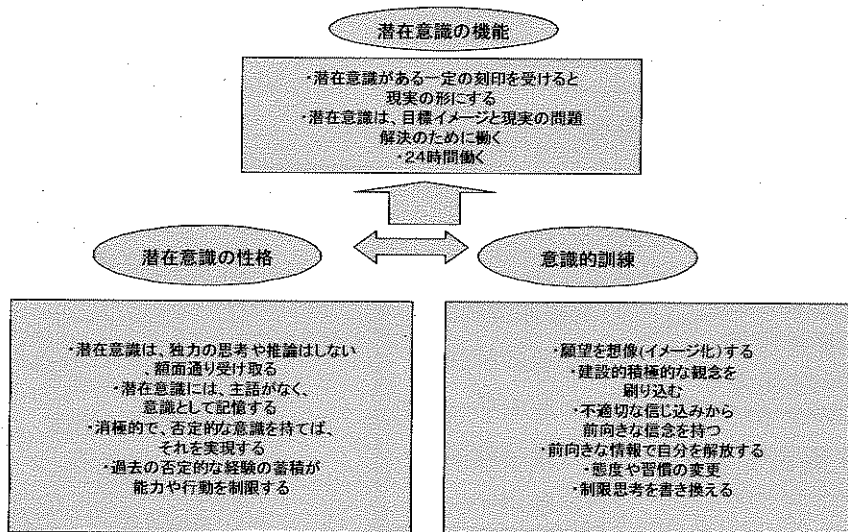 潜在意識の機能
・潜在意識がある一定の刻印を受けると
現実の形にする
・潜在意識は、目標イメージと現実の問題
解決のために働く
・24時間働く
潜在意識の性格
意識的訓練
・潜在意識は、独力の思考や推論はしない
、額面通り受け取る
・潜在意識には、主語がなく、
意識として記憶する
・消極的で、否定的な意識を持てば、
それを実現する
・過去の否定的な経験の蓄積が
能力や行動を制限する
・願望を想像(イメージ化)する
・建設的積極的な観念を
刷り込む
・不適切な信じ込みから
前向きな信念を持つ
・前向きな情報で自分を解放する
・態度や習慣の変更
・制限思考を書き換える